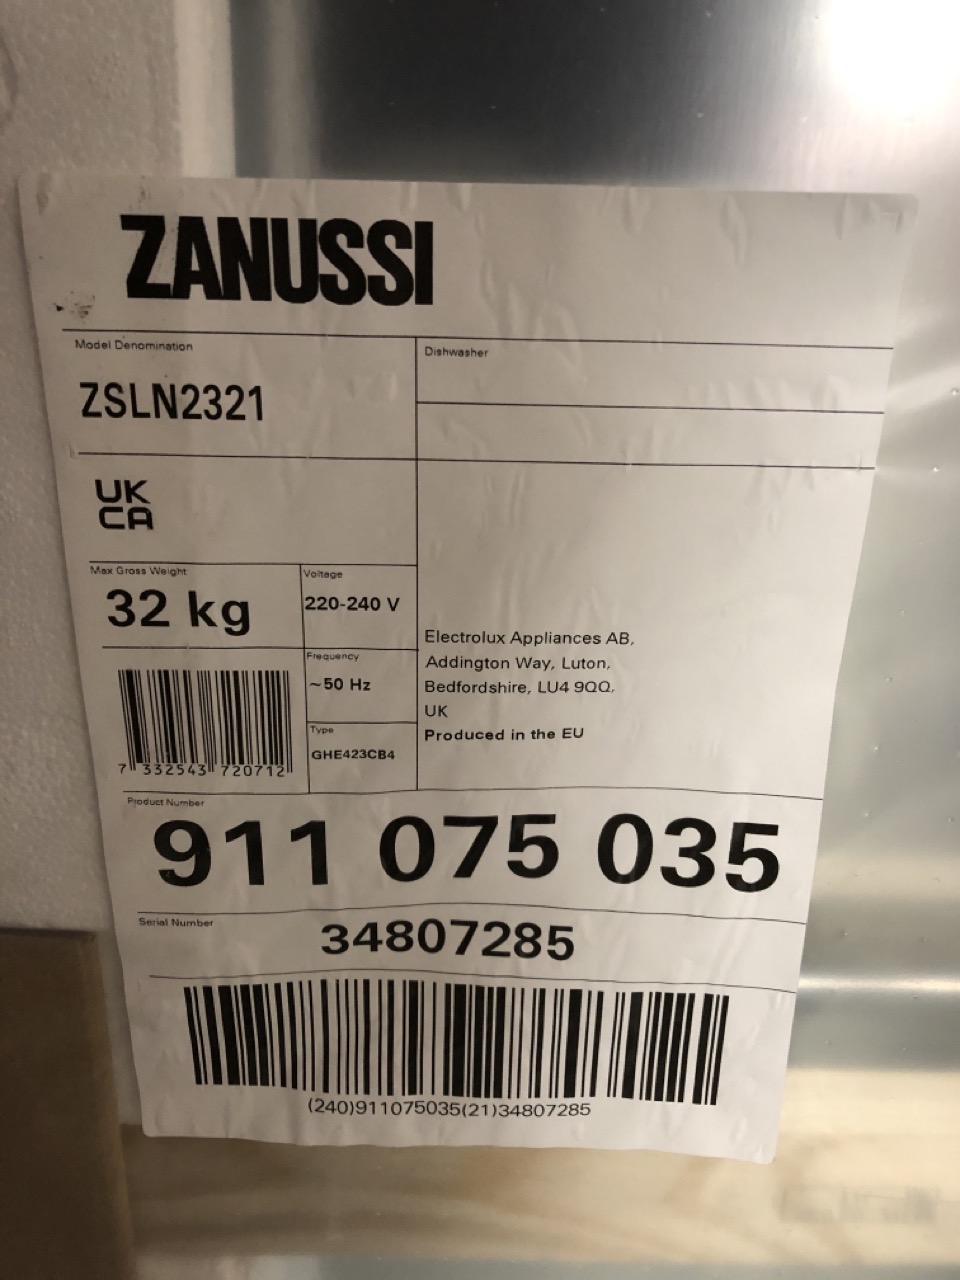 ZANUSSI
Model Denomination
ZSLN2321
Dishwasher
UK
CA
Max Gross Weight
32 kg
Voltage
220-240 V
Frequency
~50 Hz
Type
GHE423CB4
7 332543 720712
Electrolux Appliances AB,
Addington Way, Luton,
Bedfordshire, LU4 9QQ,
UK
Produced in the EU
Product Number
911 075 035
Serial Number
34807285
(240)911075035(21)34807285